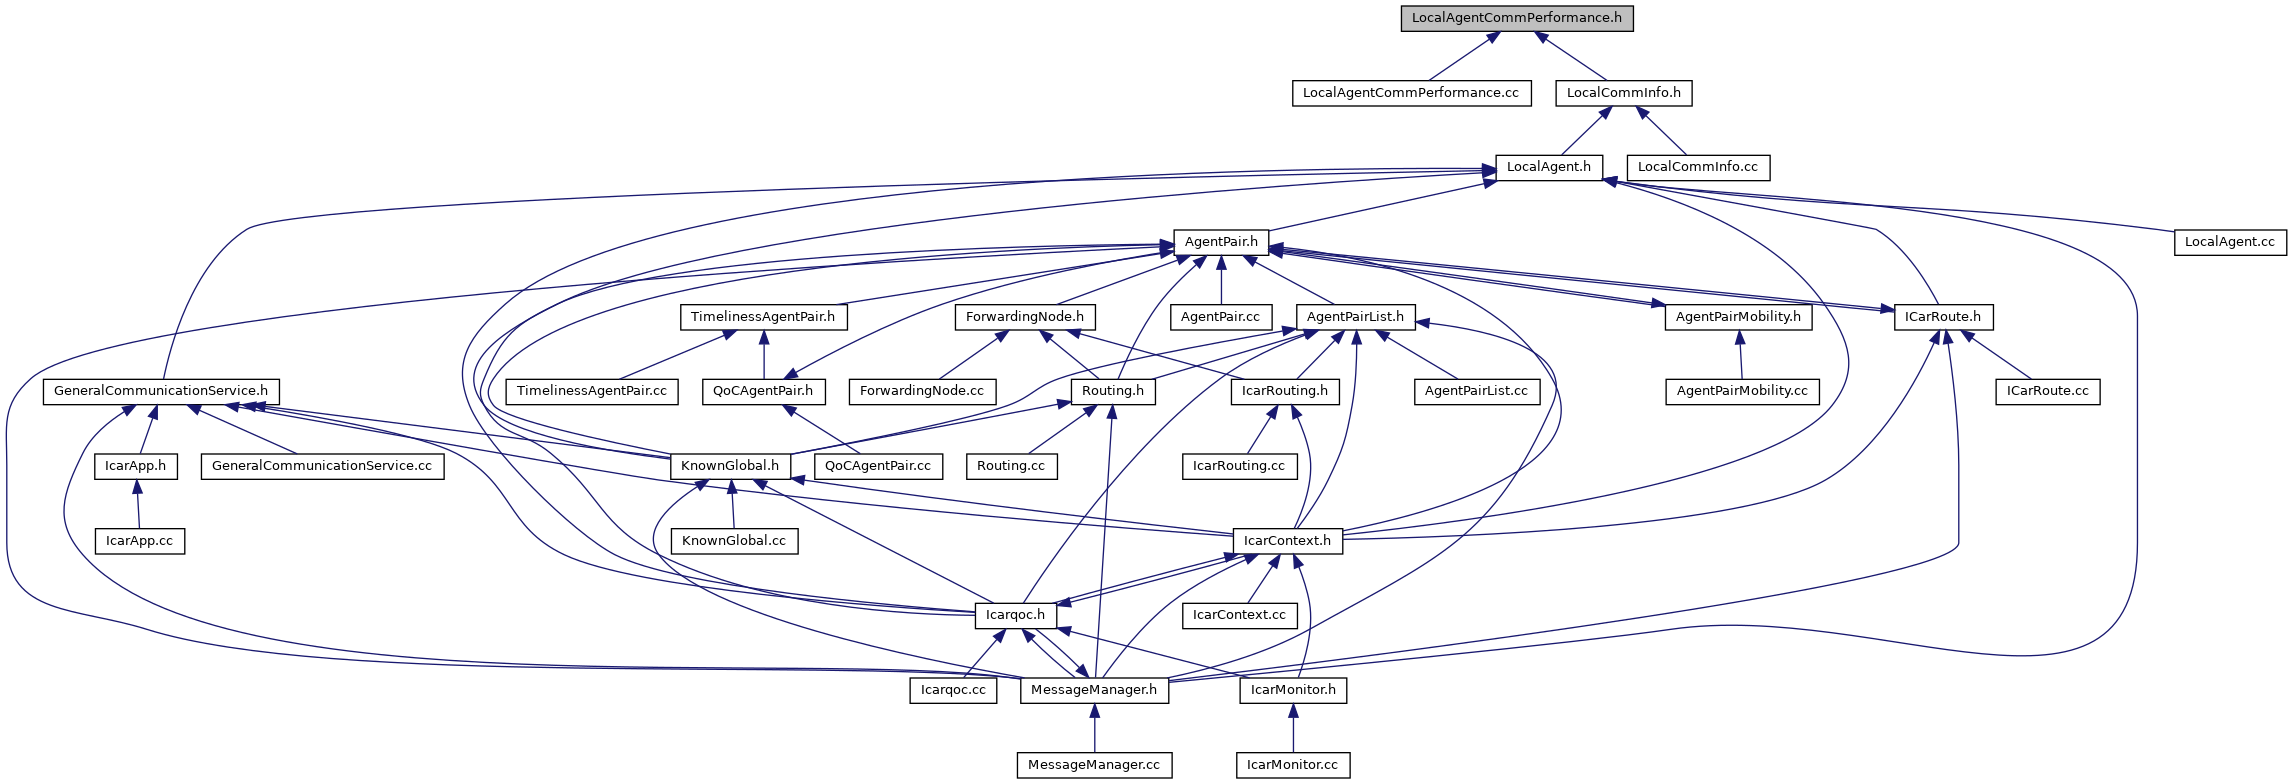 LocalAgentCommPerformance.h
LocalAgentCommPerformance.cc
LocalCommInfo.h
LocalAgent.h
LocalCommInfo.cc
AgentPair.h
LocalAgent.cc
TimelinessAgentPair.h
ForwardingNode.h
AgentPair.cc
AgentPairList.h
AgentPairMobility.h
ICarRoute.h
GeneralCommunicationService.h
TimelinessAgentPair.cc
QoCAgentPair.h
ForwardingNode.cc
Routing.h
IcarRouting.h
AgentPairList.cc
AgentPairMobility.cc
ICarRoute.cc
IcarApp.h
GeneralCommunicationService.cc
KnownGlobal.h
QoCAgentPair.cc
Routing.cc
IcarRouting.cc
IcarApp.cc
KnownGlobal.cc
IcarContext.h
Icarqoc.h
IcarContext.cc
Icarqoc.cc
MessageManager.h
IcarMonitor.h
MessageManager.cc
IcarMonitor.cc